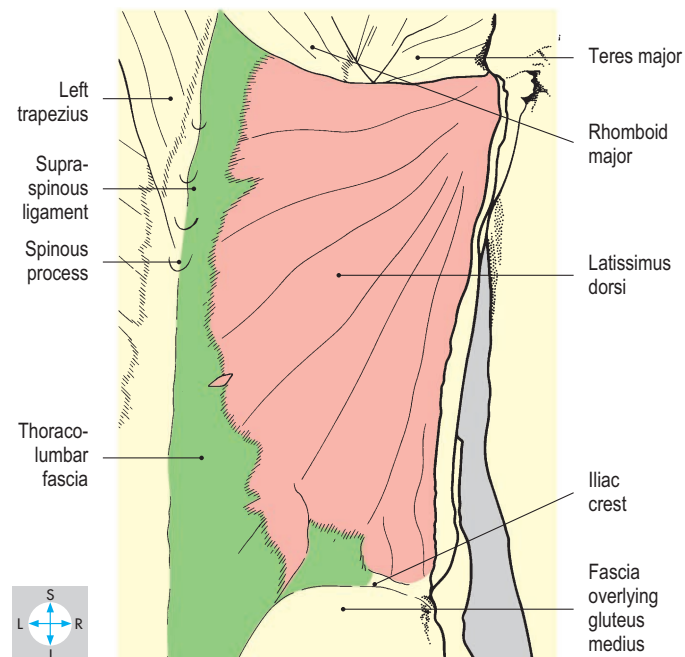 Left
trapezius
Supra-
spinous
ligament
Spinous
process
Thoraco-
lumbar
fascia
Teres major
Rhomboid
major
Latissimus
dorsi
Iliac
crest
Fascia
overlying
gluteus
medius
S
L R
I